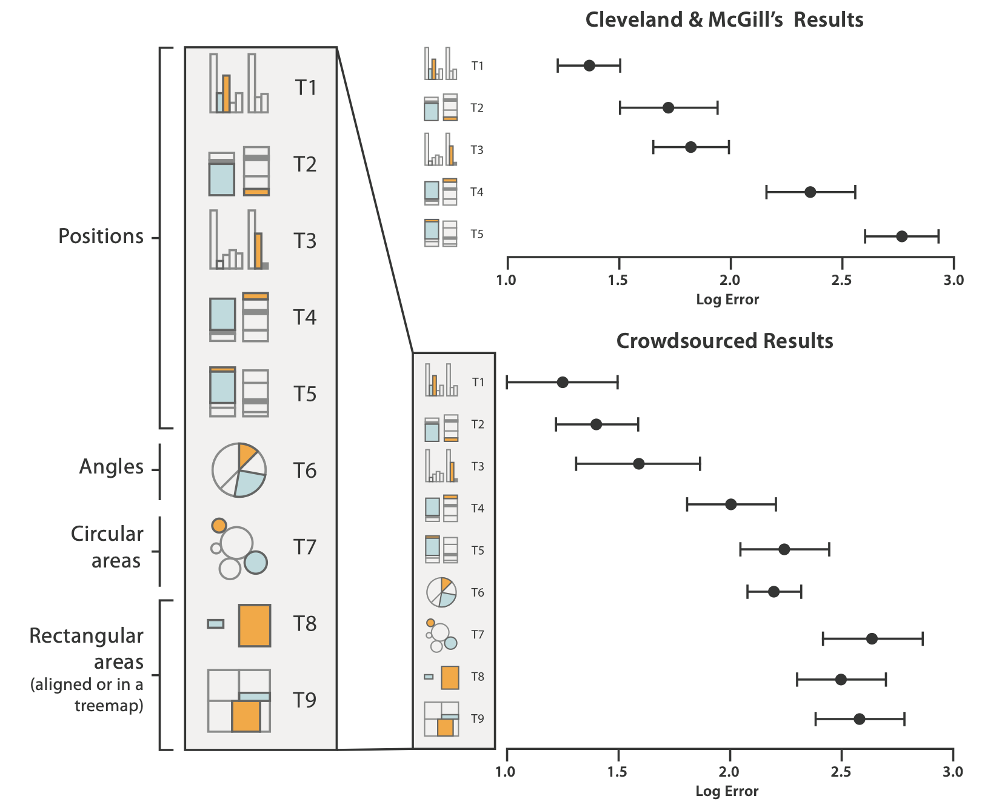 Cleveland & McGill’s Results
Positions
Angles
Circular
areas
Rectangular
areas
(aligned or in a
treemap)
T1
T2
T3
T4
T5
T6
T7
T8
T9
T1
T2
T3
T4
T5
1.0 1.5 2.0 2.5 3.0
Log Error
Crowdsourced Results
T1
T2
T3
T4
T5
T6
T7
T8
T9
1.0 1.5 2.0 2.5 3.0
Log Error